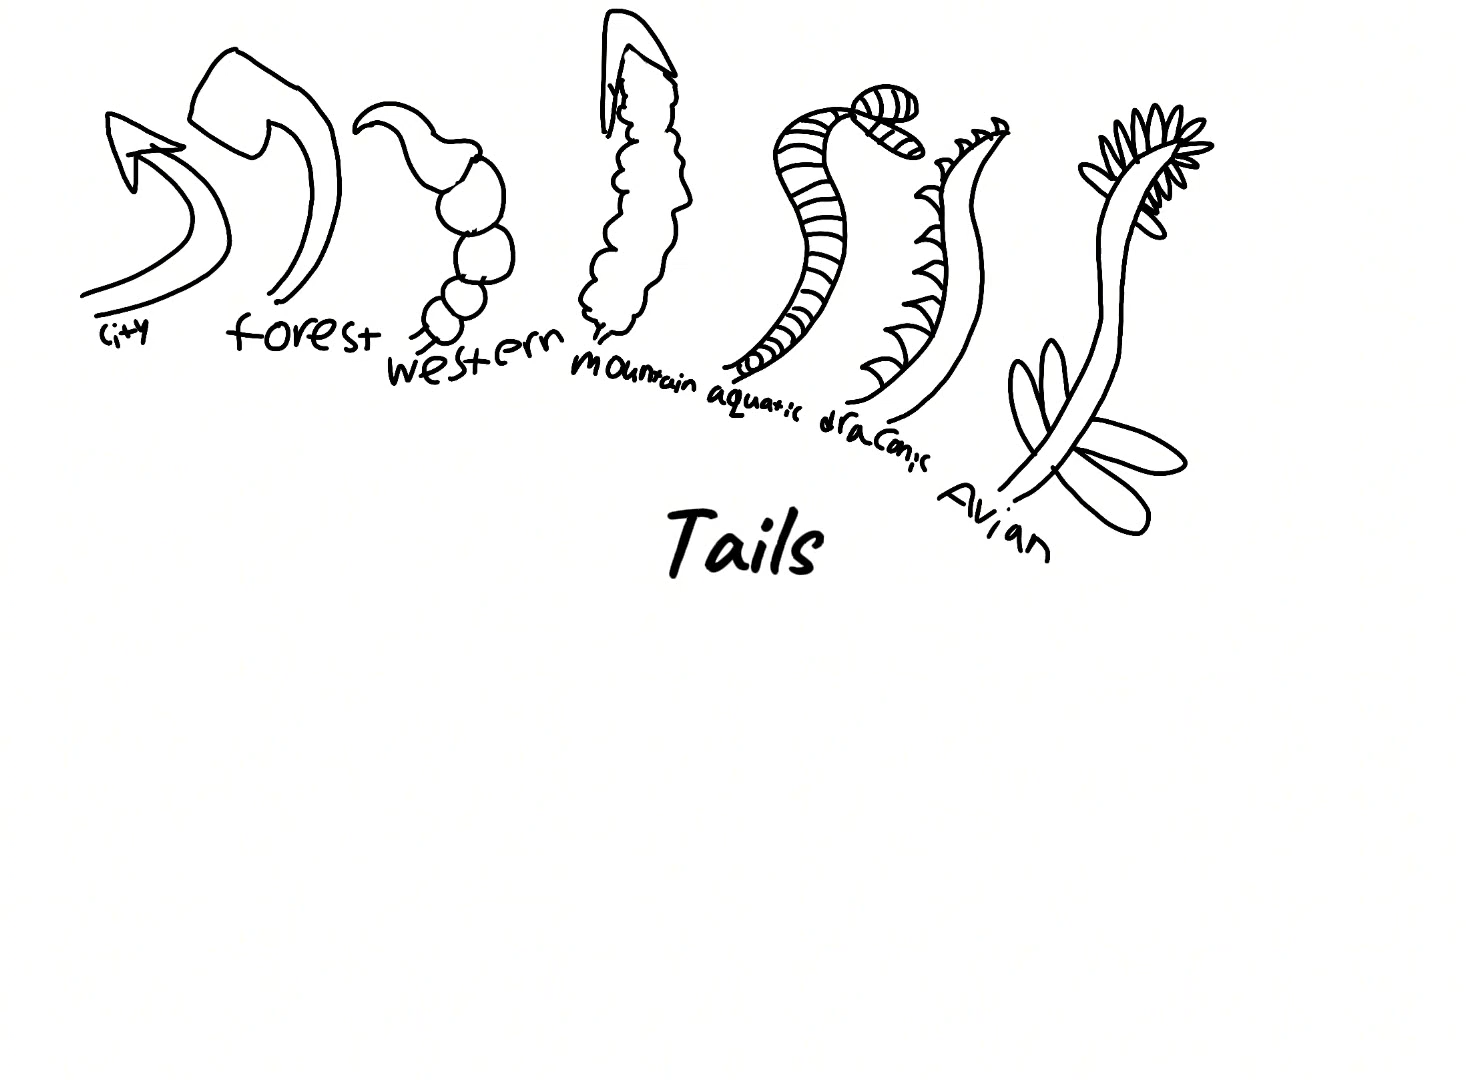 city
forest
western
mountain
aquatic
draconic
Avian
Tails